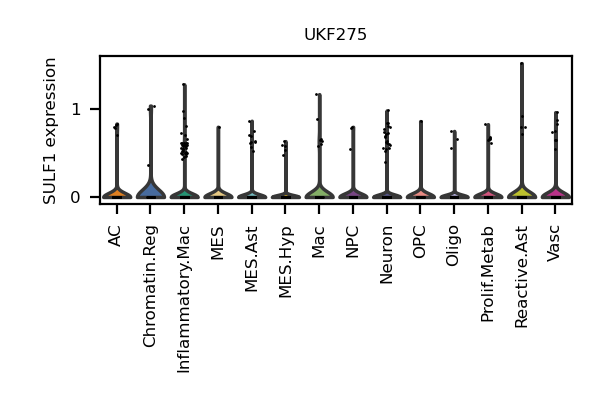 UKF275
SULF1 expression
1
0
AC
Chromatin.Reg
Inflammatory.Mac
MES
MES.Ast
MES.Hyp
Mac
NPC
Neuron
OPC
Oligo
Prolif.Metab
Reactive.Ast
Vasc